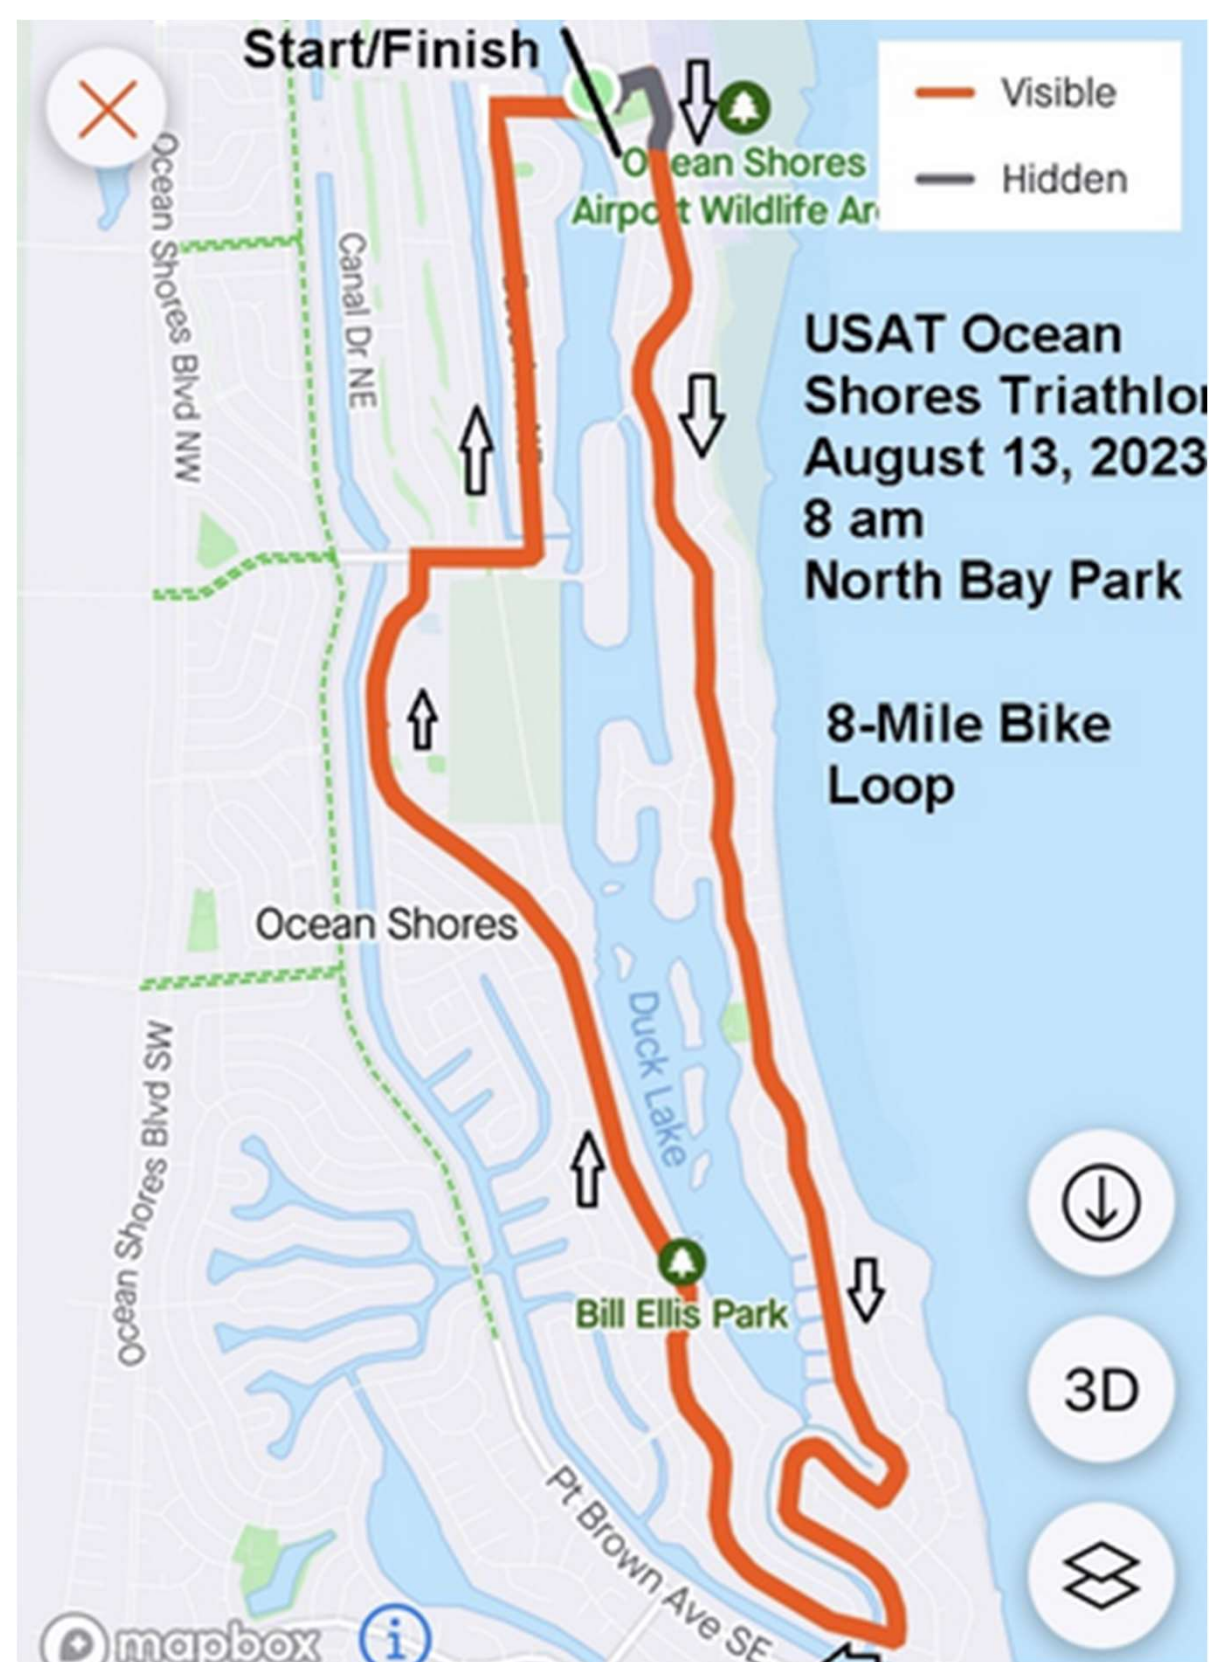 Start/Finish
Visible
Hidden
Ocean Shores
Airport Wildlife Ar
Ocean Shores Blvd NW
Canal Dr NE
USAT Ocean
Shores Triathlon
August 13, 2023
8 am
North Bay Park
8-Mile Bike
Loop
Ocean Shores
Duck Lake
Ocean Shores Blvd SW
Bill Ellis Park
3D
Pt Brown Ave SE
mapbox
i